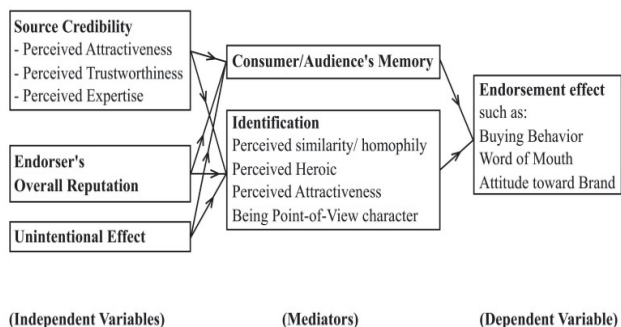 Source Credibility
- Perceived Attractiveness
- Perceived Trustworthiness
- Perceived Expertise
Endorser's
Overall Reputation
Unintentional Effect
Consumer/Audience's Memory
Identification
Perceived similarity/ homophily
Perceived Heroic
Perceived Attractiveness
Being Point-of-View character
Endorsement effect
such as:
Buying Behavior
Word of Mouth
Attitude toward Brand
(Independent Variables)
(Mediators)
(Dependent Variable)